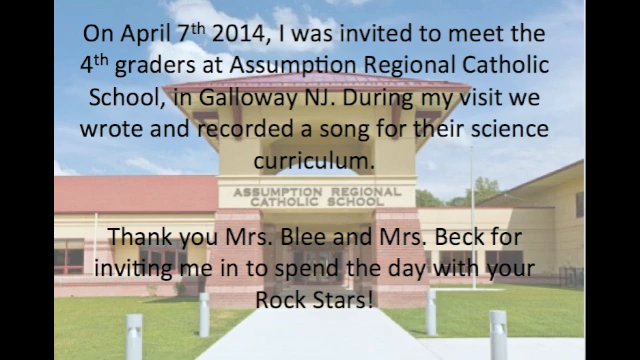 On April 7th 2014, I was invited to meet the
4th graders at Assumption Regional Catholic
School, in Galloway NJ. During my visit we
wrote and recorded a song for their science
curriculum.
ASSUMPTION REGIONAL
CATHOLIC SCHOOL
Thank you Mrs. Blee and Mrs. Beck for
inviting me in to spend the day with your
Rock Stars!